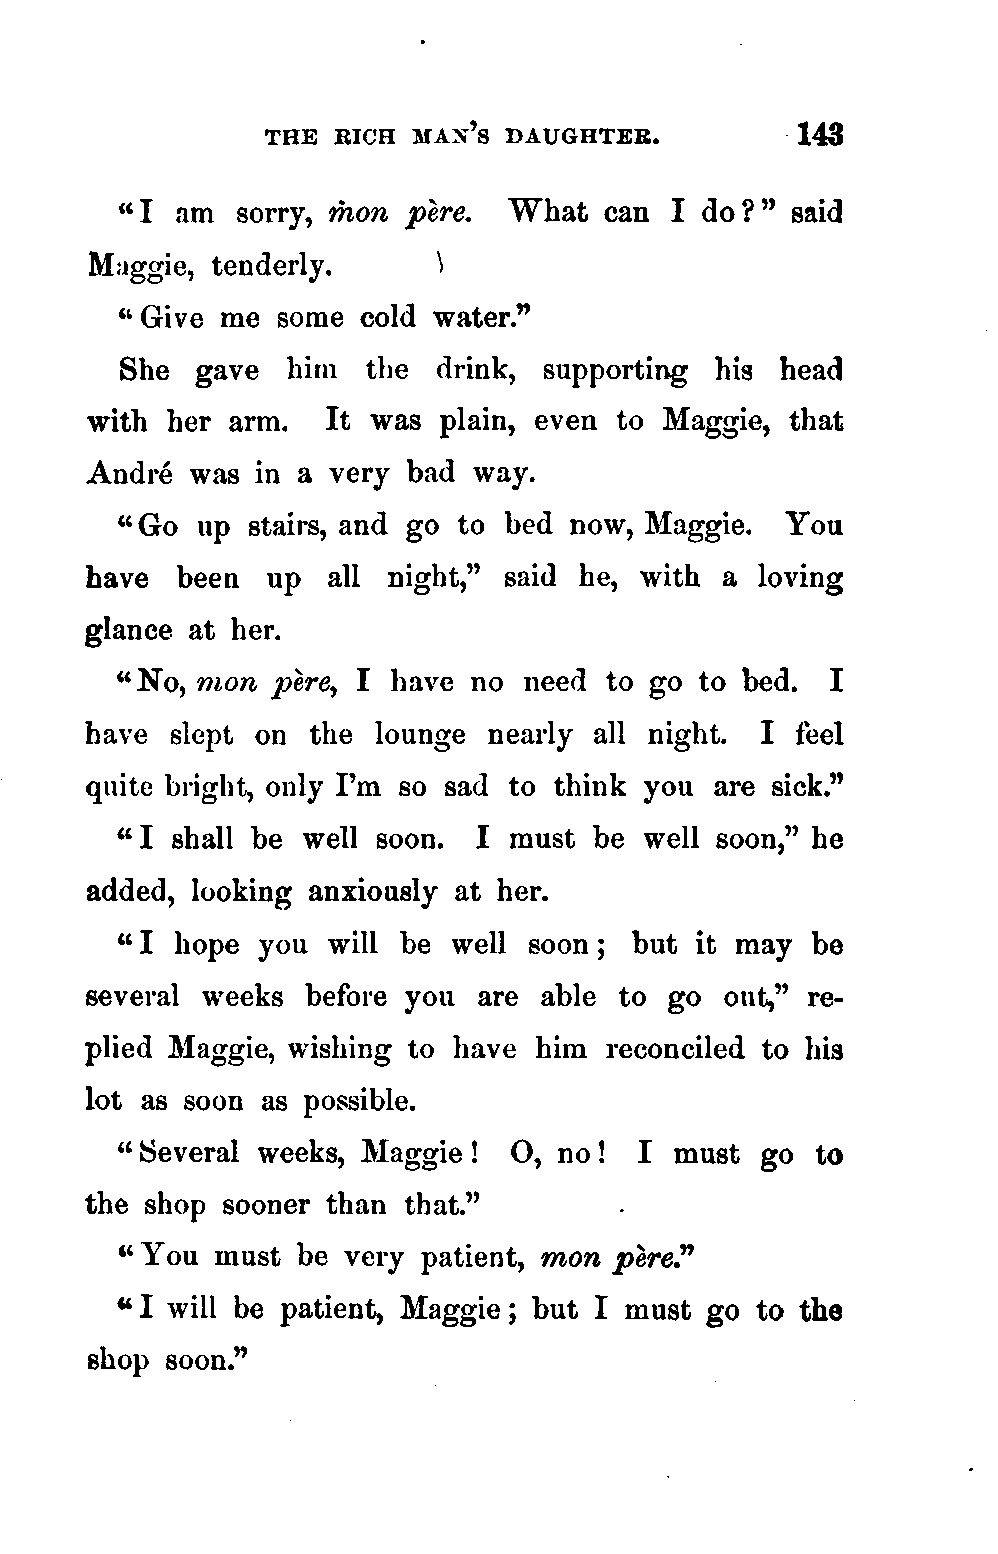 THE RICH MAN'S DAUGHTER. 143
"I am sorry, mon père. What can I do?" said
Maggie, tenderly.
"Give me some cold water."
She gave him the drink, supporting his head
with her arm. It was plain, even to Maggie, that
André was in a very bad way.
"Go up stairs, and go to bed now, Maggie. You
have been up all night," said he, with a loving
glance at her.
"No, mon père, I have no need to go to bed. I
have slept on the lounge nearly all night. I feel
quite bright, only I'm so sad to think you are sick."
"I shall be well soon. I must be well soon," he
added, looking anxiously at her.
"I hope you will be well soon; but it may be
several weeks before you are able to go out," re-
plied Maggie, wishing to have him reconciled to his
lot as soon as possible.
"Several weeks, Maggie! O, no! I must go to
the shop sooner than that."
"You must be very patient, mon père."
"I will be patient, Maggie; but I must go to the
shop soon."